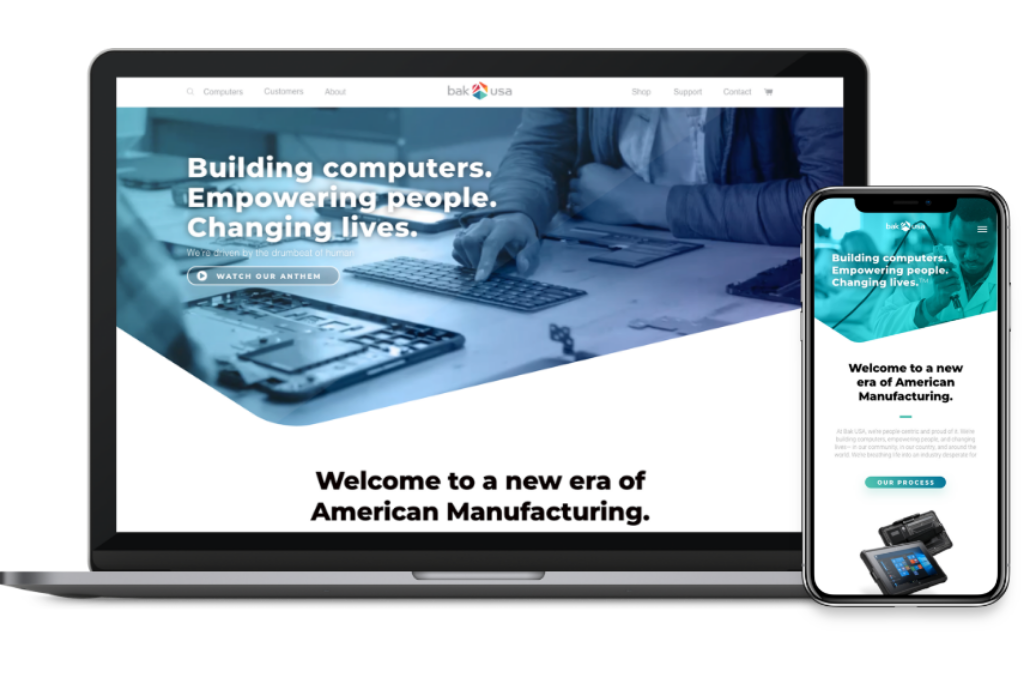 Computers Customers About bak usa Shop Support Contact
Building computers.
Empowering people.
Changing lives.
We're driven by the drumbeat of human
WATCH OUR ANTHEM
Welcome to a new era of
American Manufacturing.
bak usa
Building computers.
Empowering people.
Changing lives.™
Welcome to a new
era of American
Manufacturing.
At Bak USA, we're people-centric and proud of it. We're
building computers, empowering people, and changing
lives– in our community, in our country, and around the
world. We're breathing life into an industry desperate for
OUR PROCESS